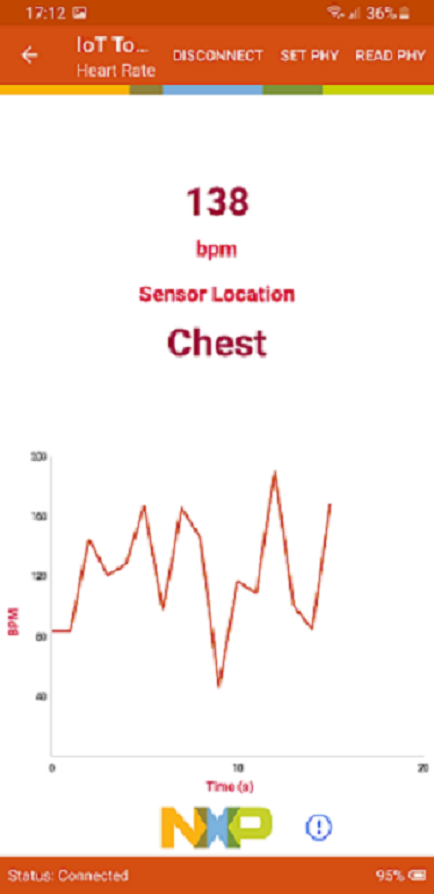 17:12 36%
IoT To...
Heart Rate
DISCONNECT SET PHY READ PHY
138
bpm
Sensor Location
Chest
200
160
120
80
40
BPM
0 10 20
Time (s)
NXP
Status: Connected 95%